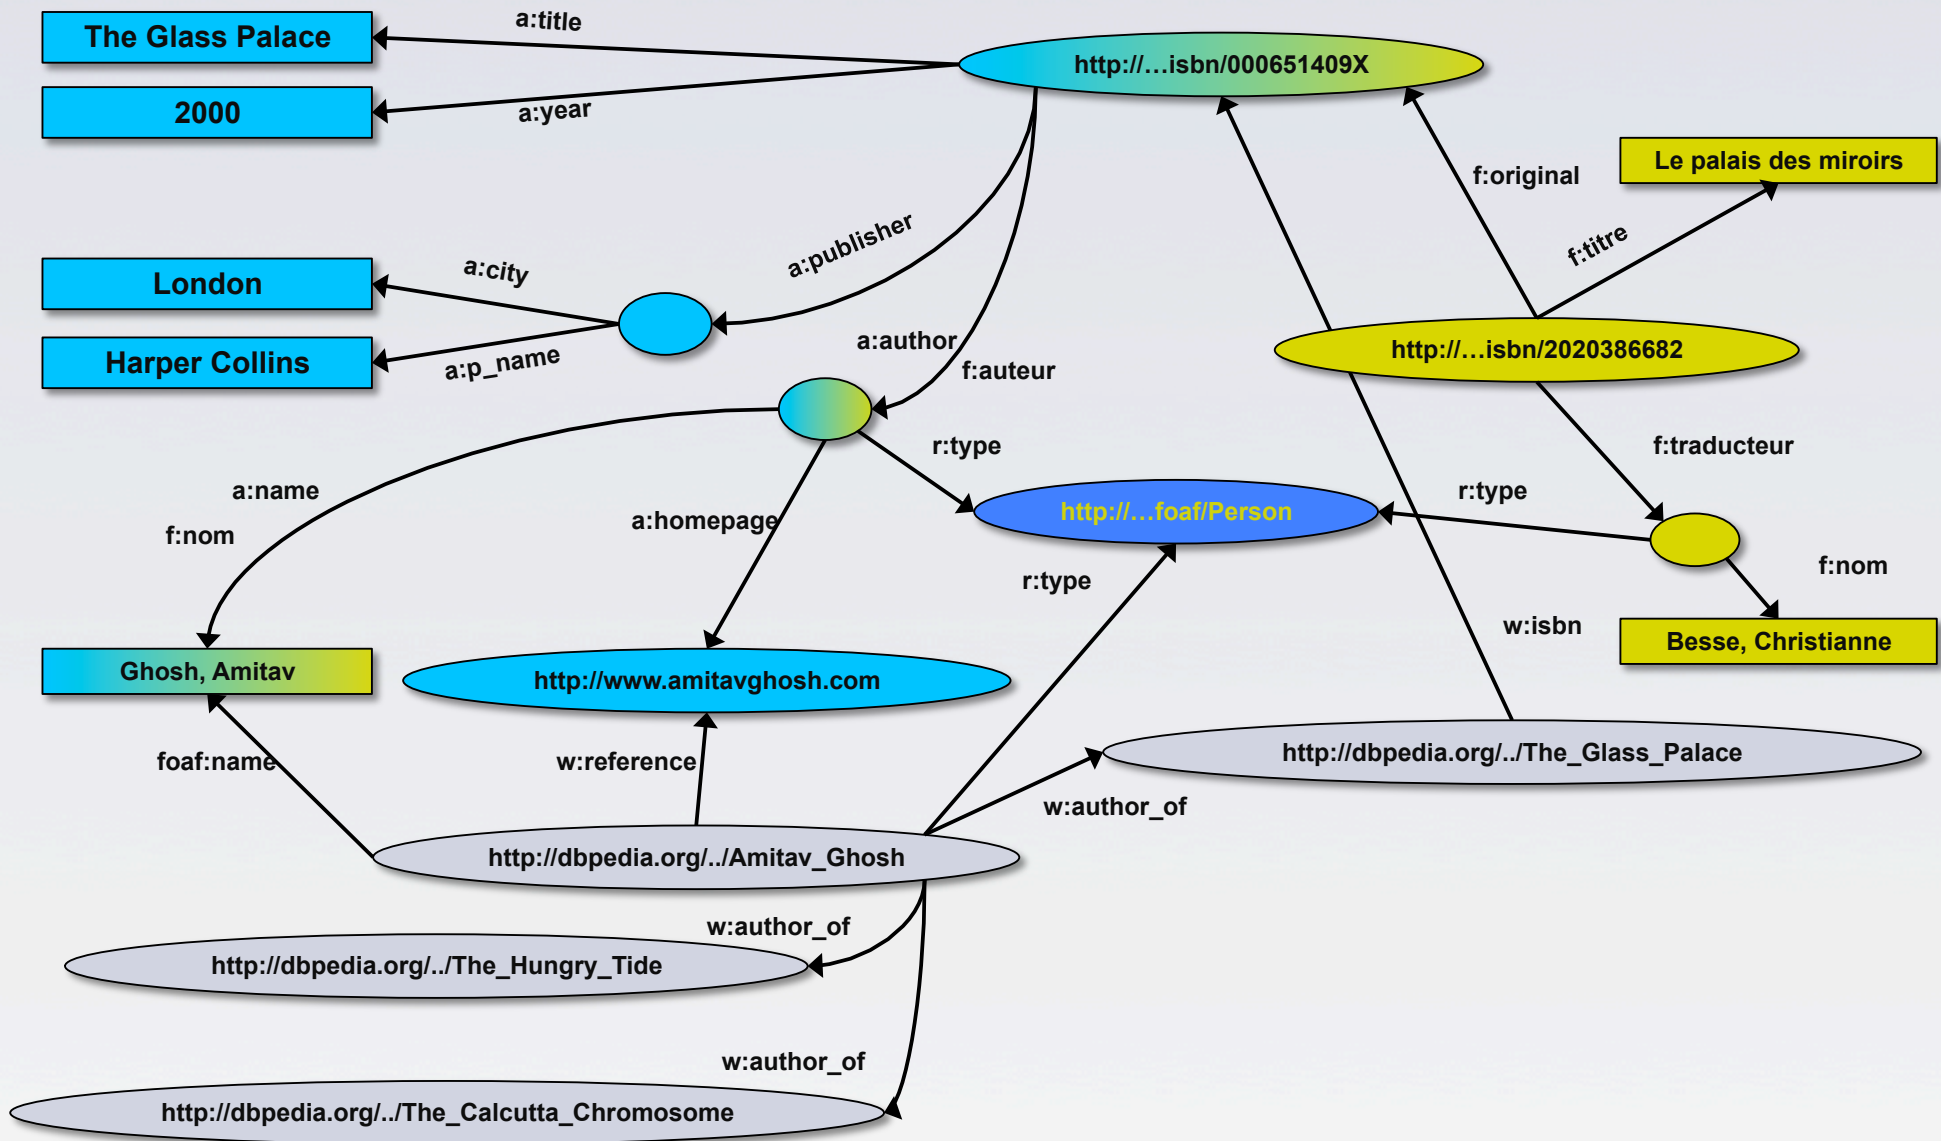 a:title
The Glass Palace
http://…isbn/000651409X
2000
a:year
Le palais des miroirs
f:original
f:titre
a:publisher
a:city
London
a:author
http://…isbn/2020386682
Harper Collins
a:p_name
f:auteur
r:type
f:traducteur
a:name
r:type
http://…foaf/Person
a:homepage
f:nom
f:nom
r:type
w:isbn
Besse, Christianne
Ghosh, Amitav
http://www.amitavghosh.com
http://dbpedia.org/../The_Glass_Palace
foaf:name
w:reference
w:author_of
http://dbpedia.org/../Amitav_Ghosh
w:author_of
http://dbpedia.org/../The_Hungry_Tide
w:author_of
http://dbpedia.org/../The_Calcutta_Chromosome